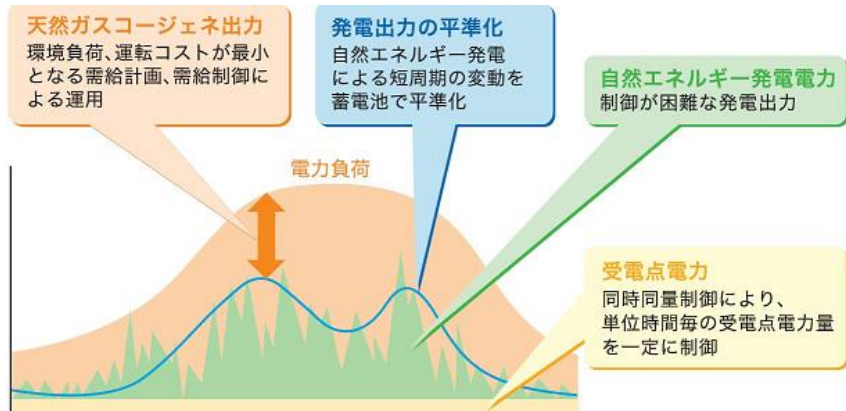 天然ガスコージェネ出力
環境負荷、運転コストが最小
となる需給計画、需給制御に
よる運用
発電出力の平準化
自然エネルギー発電
による短周期の変動を
蓄電池で平準化
自然エネルギー発電電力
制御が困難な発電出力
電力負荷
受電点電力
同時同量制御により、
単位時間毎の受電点電力量
を一定に制御